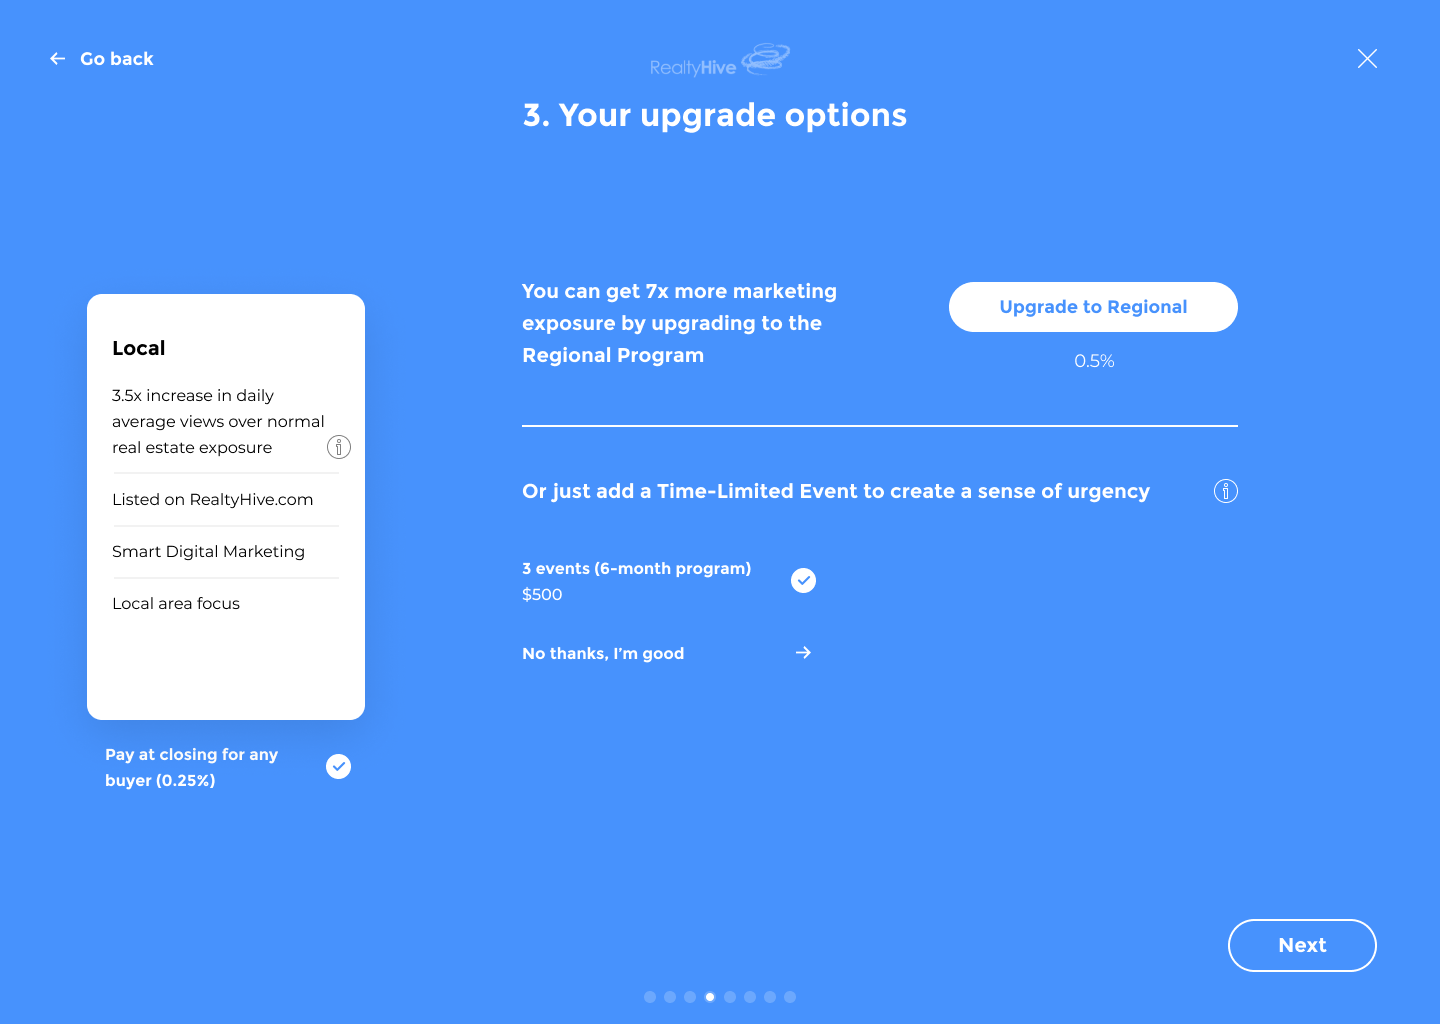 Go back
RealtyHive
3. Your upgrade options
Local
3.5x increase in daily
average views over normal
real estate exposure
Listed on RealtyHive.com
Smart Digital Marketing
Local area focus
Pay at closing for any
buyer (0.25%)
You can get 7x more marketing
exposure by upgrading to the
Regional Program
Upgrade to Regional
0.5%
Or just add a Time-Limited Event to create a sense of urgency
3 events (6-month program)
$500
No thanks, I’m good
Next